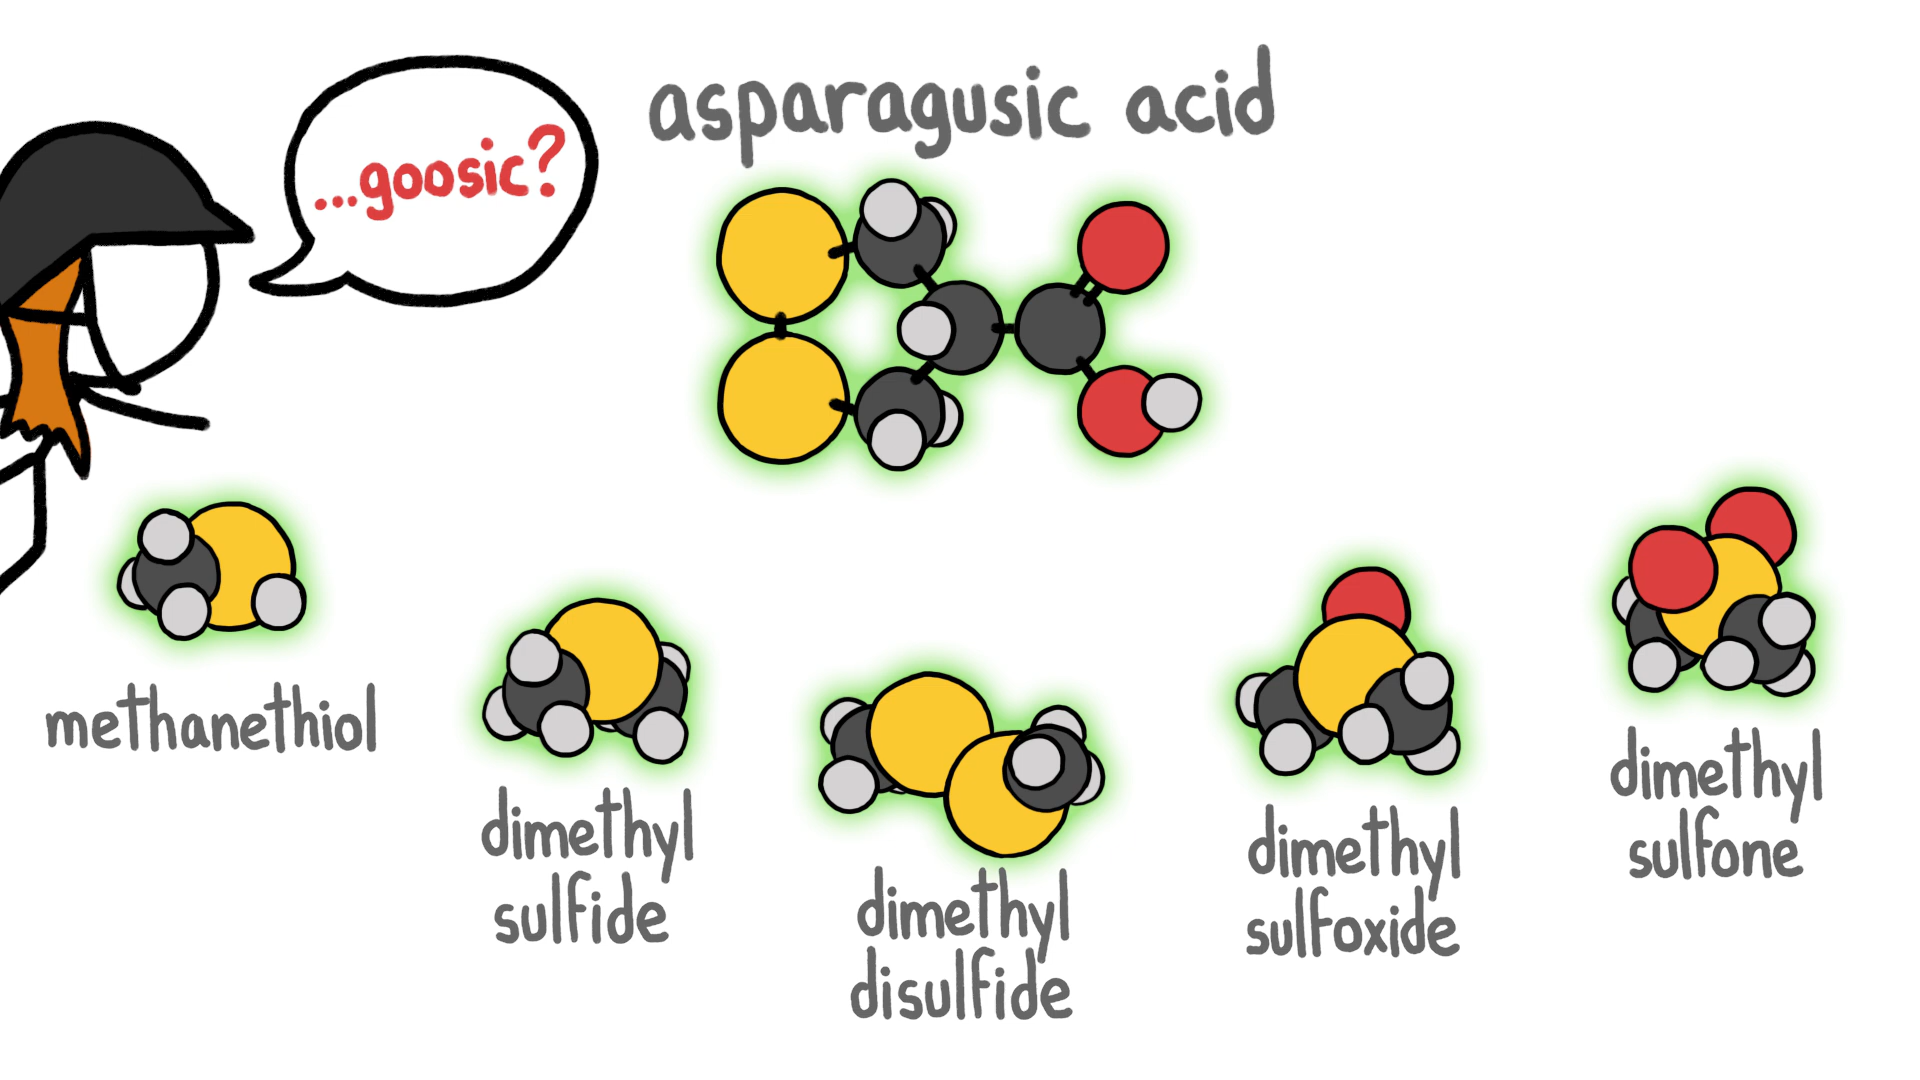 asparagusic acid
...goosic?
methanethiol
dimethyl
sulfide
dimethyl
disulfide
dimethyl
sulfoxide
dimethyl
sulfone